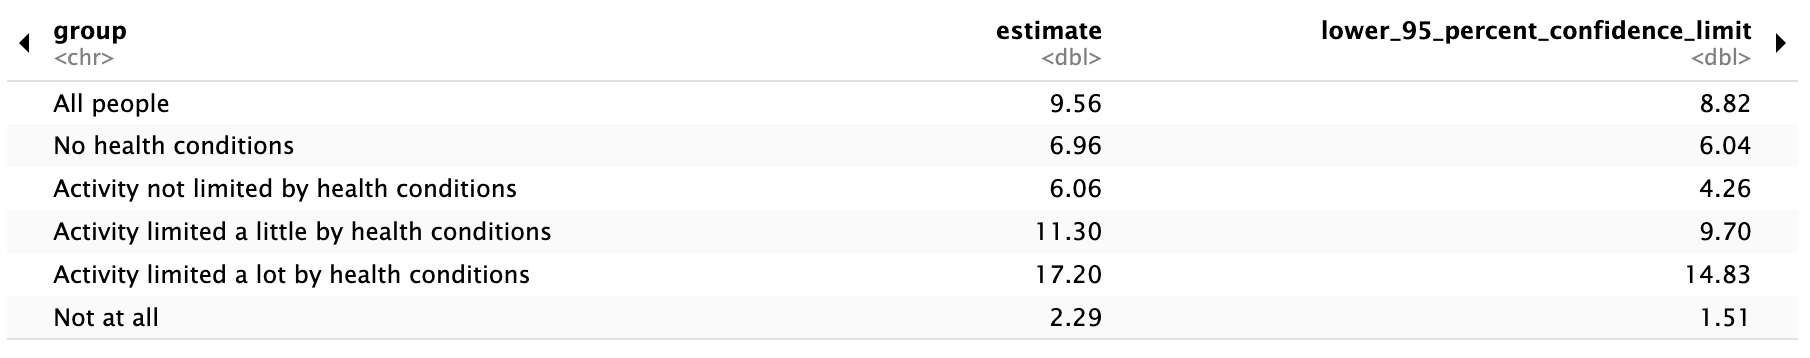 group estimate lower_95_percent_confidence_limit
<chr> <dbl> <dbl>
All people 9.56 8.82
No health conditions 6.96 6.04
Activity not limited by health conditions 6.06 4.26
Activity limited a little by health conditions 11.30 9.70
Activity limited a lot by health conditions 17.20 14.83
Not at all 2.29 1.51